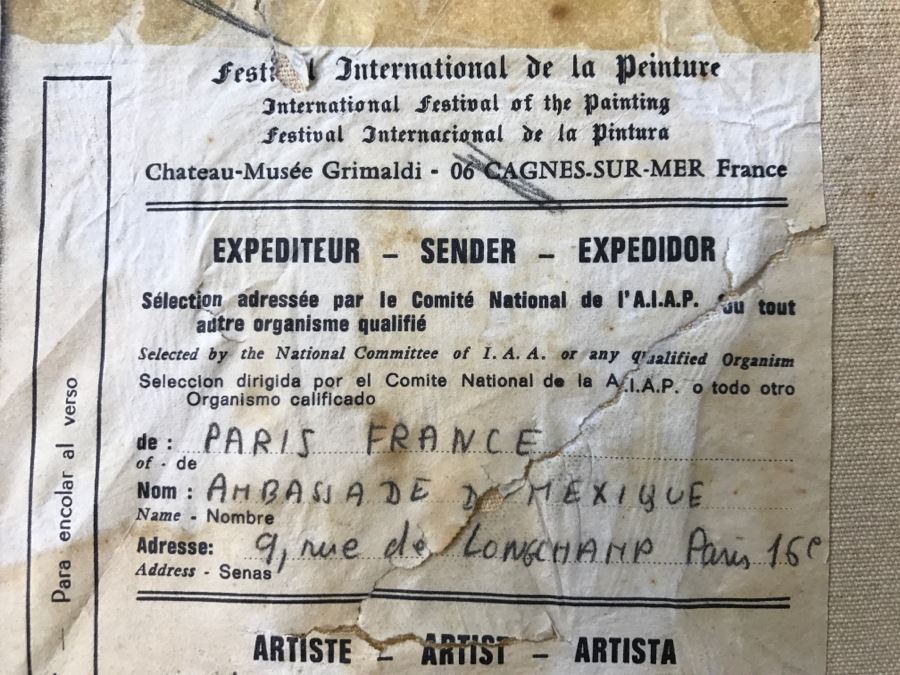 Festival International de la Peinture
International Festival of the Painting
Festival Internacional de la Pintura
Chateau-Musée Grimaldi - 06 CAGNES-SUR-MER France
EXPEDITEUR - SENDER - EXPEDIDOR
Sélection adressée par le Comité National de l'A.I.A.P. ou tout
autre organisme qualifié
Selected by the National Committee of I. A. A. or any qualified Organism
Seleccion dirigida por el Comite National de la A.I.A.P. o todo otro
Organismo calificado
de : PARIS FRANCE
of - de
Nom : AMBASSADE DU MEXIQUE
Name - Nombre
Adresse: 9, rue de LONGCHAMP Paris 16e
Address - Senas
ARTISTE - ARTIST - ARTISTA
- Para encolar al verso